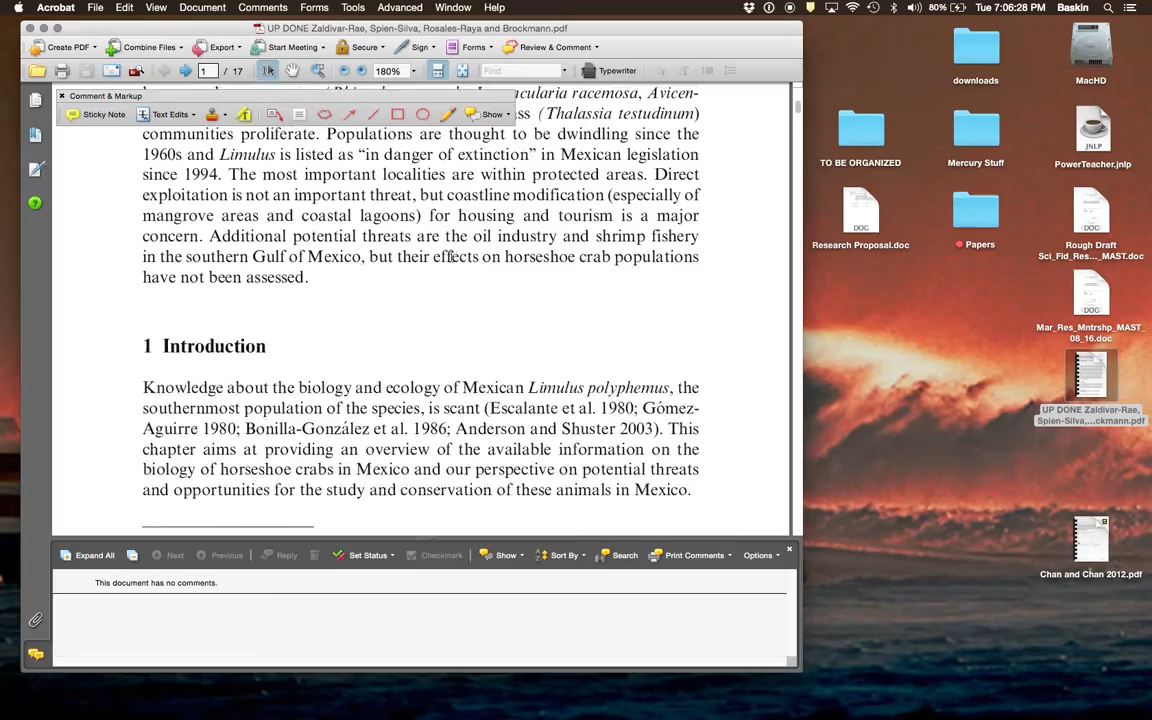 Acrobat File Edit View Document Comments Forms Tools Advanced Window Help 80% Tue 7:06:28 PM Baskin
UP DONE Zaldivar-Rae, Spien-Silva, Rosales-Raya and Brockmann.pdf
Create PDF Combine Files Export Start Meeting Secure Sign Forms Review & Comment
1 / 17 180% Find Typewriter
Comment & Markup
cularia racemosa, Avicen-
Sticky Note Text Edits Show
ss (Thalassia testudinum)
communities proliferate. Populations are thought to be dwindling since the
1960s and Limulus is listed as “in danger of extinction” in Mexican legislation
since 1994. The most important localities are within protected areas. Direct
exploitation is not an important threat, but coastline modification (especially of
mangrove areas and coastal lagoons) for housing and tourism is a major
concern. Additional potential threats are the oil industry and shrimp fishery
in the southern Gulf of Mexico, but their effects on horseshoe crab populations
have not been assessed.
1 Introduction
Knowledge about the biology and ecology of Mexican Limulus polyphemus, the
southernmost population of the species, is scant (Escalante et al. 1980; Gómez-
Aguirre 1980; Bonilla-González et al. 1986; Anderson and Shuster 2003). This
chapter aims at providing an overview of the available information on the
biology of horseshoe crabs in Mexico and our perspective on potential threats
and opportunities for the study and conservation of these animals in Mexico.
Expand All Next Previous Reply Set Status Checkmark Show Sort By Search Print Comments Options
This document has no comments.
downloads
MacHD
TO BE ORGANIZED
Mercury Stuff
JNLP
PowerTeacher.jnlp
DOC
Research Proposal.doc
Papers
DOC
Rough Draft
Sci_Fld_Res..._MAST.doc
DOC
Mar_Res_Mntrshp_MAST_
08_16.doc
UP DONE Zaldivar-Rae,
Spien-Silva,...ckmann.pdf
Chan and Chan 2012.pdf